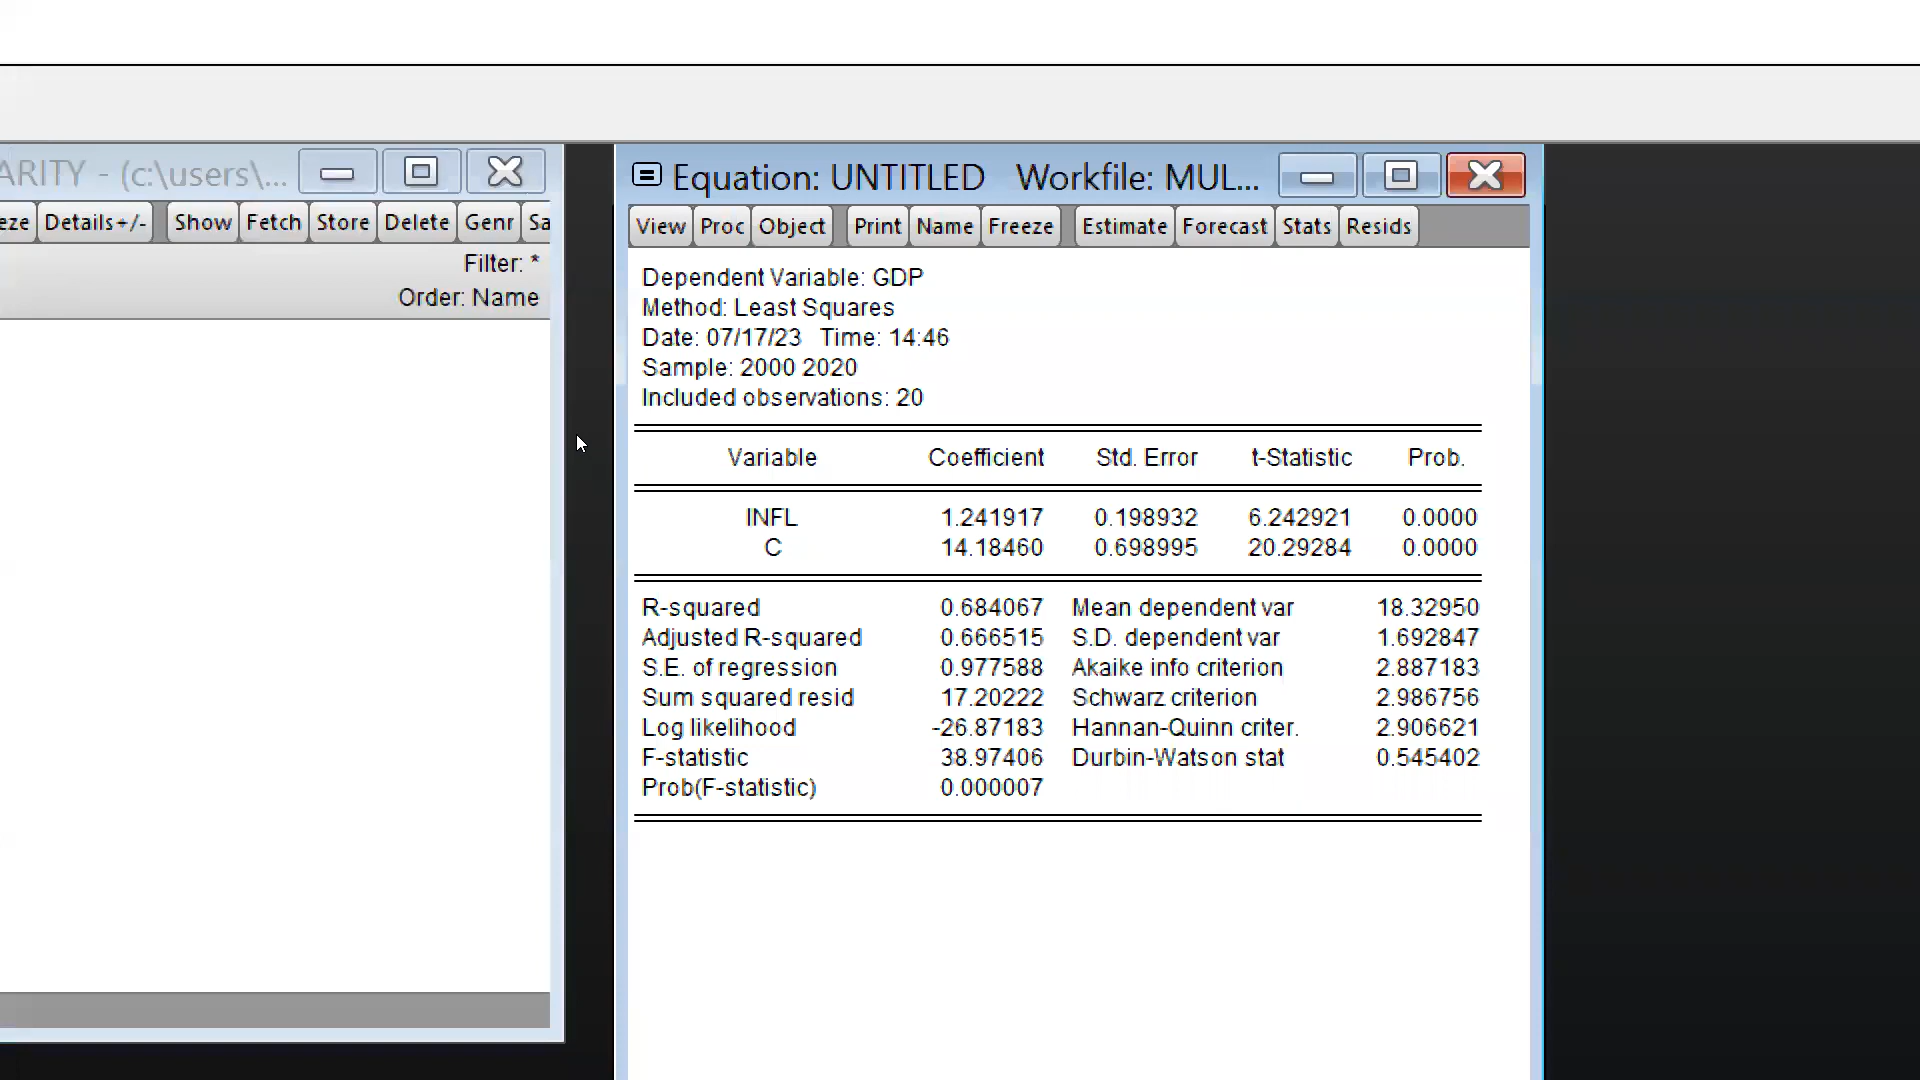 ARITY - (c:\users\...
eze Details+/- Show Fetch Store Delete Genr Sa
Filter: *
Order: Name
Equation: UNTITLED Workfile: MUL...
View Proc Object Print Name Freeze Estimate Forecast Stats Resids
Dependent Variable: GDP
Method: Least Squares
Date: 07/17/23 Time: 14:46
Sample: 2000 2020
Included observations: 20
Variable Coefficient Std. Error t-Statistic Prob.
INFL 1.241917 0.198932 6.242921 0.0000
C 14.18460 0.698995 20.29284 0.0000
R-squared 0.684067 Mean dependent var 18.32950
Adjusted R-squared 0.666515 S.D. dependent var 1.692847
S.E. of regression 0.977588 Akaike info criterion 2.887183
Sum squared resid 17.20222 Schwarz criterion 2.986756
Log likelihood -26.87183 Hannan-Quinn criter. 2.906621
F-statistic 38.97406 Durbin-Watson stat 0.545402
Prob(F-statistic) 0.000007